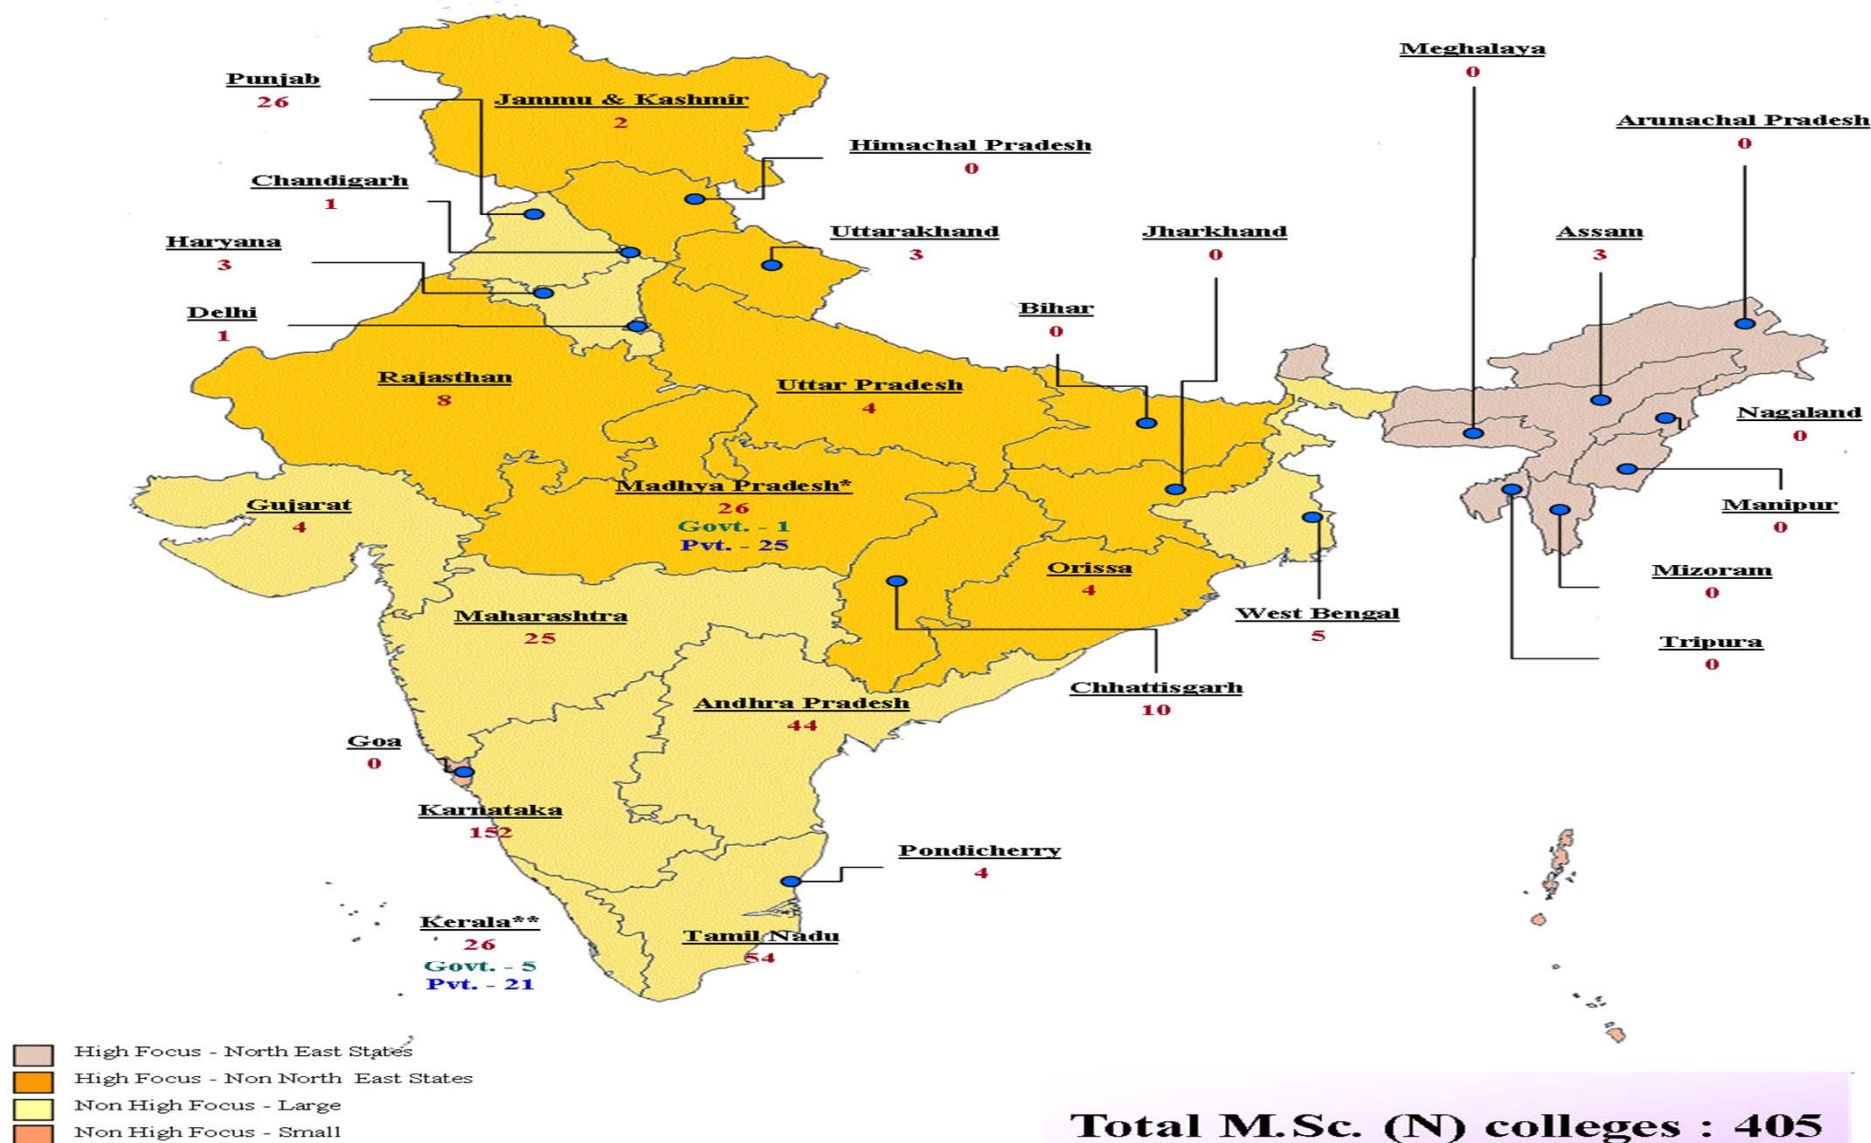 Meghalaya
0
Punjab
26
Jammu & Kashmir
2
Arunachal Pradesh
0
Himachal Pradesh
0
Chandigarh
1
Haryana
3
Uttarakhand
3
Jharkhand
0
Assam
3
Delhi
1
Bihar
0
Rajasthan
8
Uttar Pradesh
4
Nagaland
0
Madhya Pradesh*
26
Govt. - 1
Pvt. - 25
Gujarat
4
Manipur
0
Orissa
4
Mizoram
0
Maharashtra
25
West Bengal
5
Tripura
0
Chhattisgarh
10
Andhra Pradesh
44
Goa
0
Karnataka
152
Pondicherry
4
Kerala**
26
Govt. - 5
Pvt. - 21
Tamil Nadu
54
High Focus - North East States
High Focus - Non North East States
Non High Focus - Large
Non High Focus - Small
Total M.Sc. (N) colleges : 405